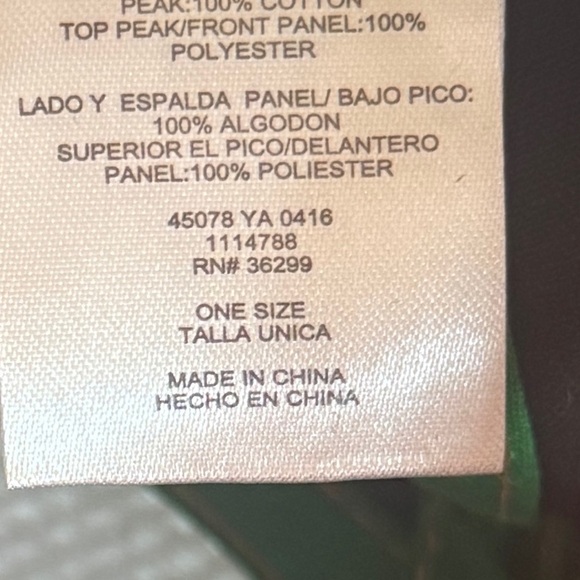 PEAK:100% COTTON
TOP PEAK/FRONT PANEL:100%
POLYESTER
LADO Y ESPALDA PANEL/ BAJO PICO:
100% ALGODON
SUPERIOR EL PICO/DELANTERO
PANEL:100% POLIESTER
45078 YA 0416
1114788
RN# 36299
ONE SIZE
TALLA UNICA
MADE IN CHINA
HECHO EN CHINA